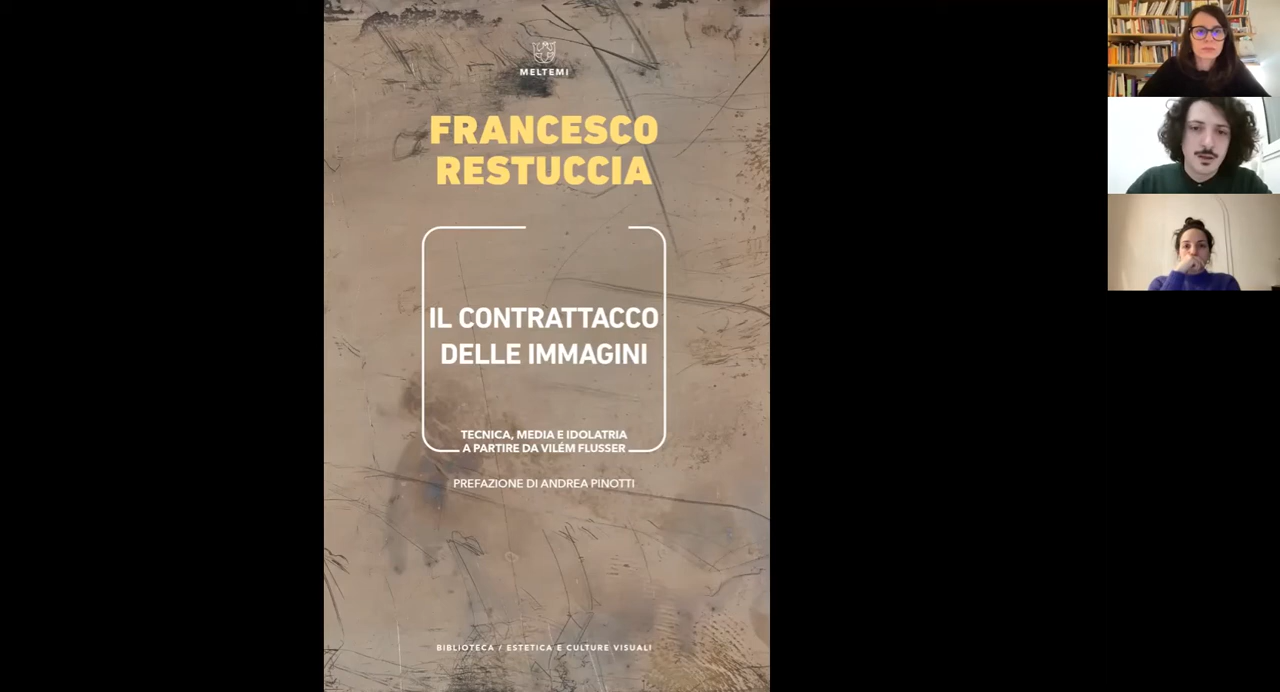 MELTEMI
FRANCESCO
RESTUCCIA
IL CONTRATTACCO
DELLE IMMAGINI
TECNICA, MEDIA E IDOLATRIA
A PARTIRE DA VILÉM FLUSSER
PREFAZIONE DI ANDREA PINOTTI
BIBLIOTECA / ESTETICA E CULTURE VISUALI